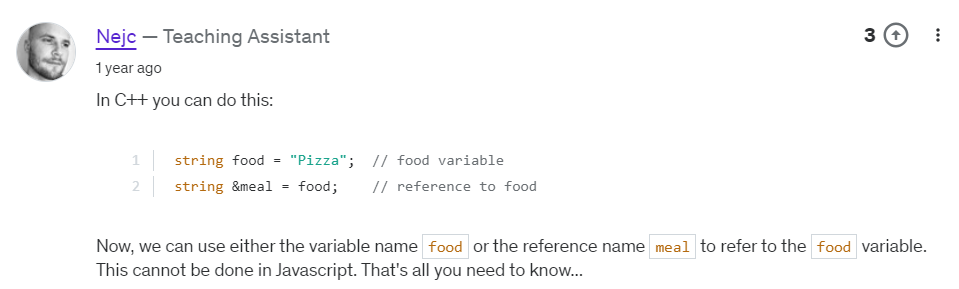 Nejc — Teaching Assistant
3
1 year ago
In C++ you can do this:
1 string food = "Pizza";  // food variable
2 string &meal = food;    // reference to food
Now, we can use either the variable name food or the reference name meal to refer to the food variable.
This cannot be done in Javascript. That's all you need to know...